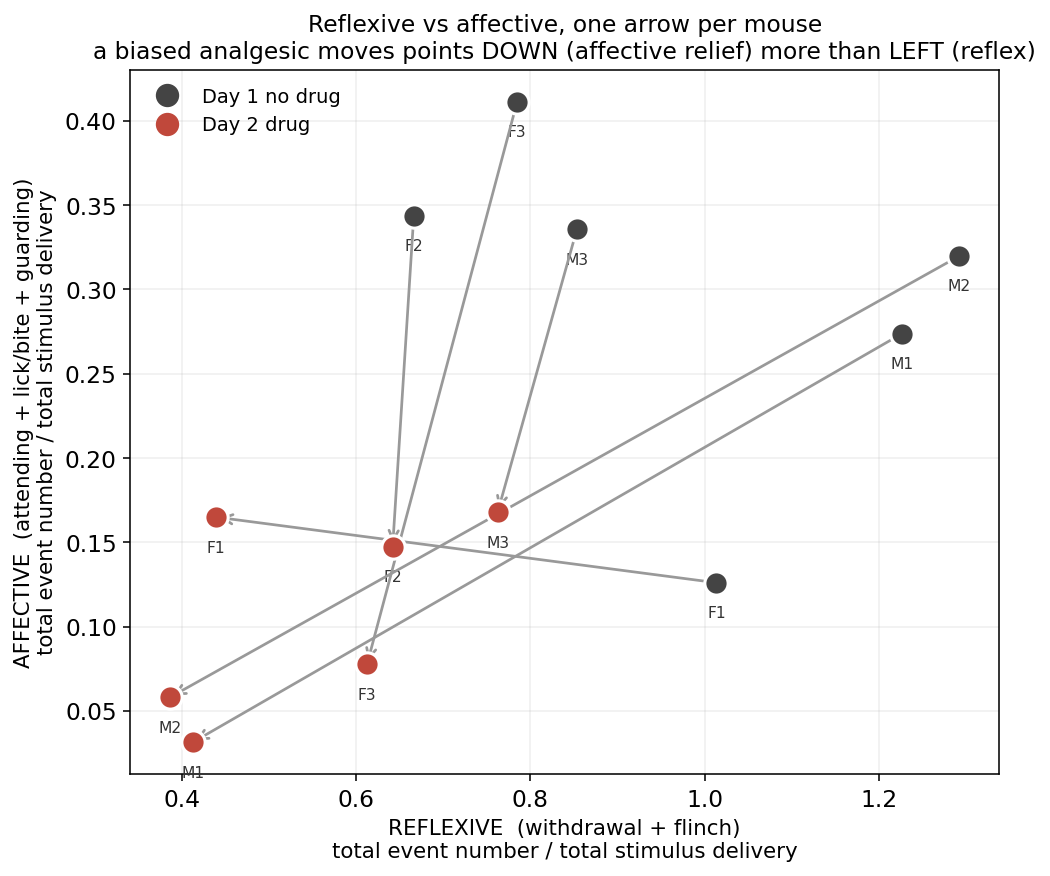 Reflexive vs affective, one arrow per mouse
a biased analgesic moves points DOWN (affective relief) more than LEFT (reflex)
Day 1 no drug
Day 2 drug
AFFECTIVE (attending + lick/bite + guarding)
total event number / total stimulus delivery
0.40
0.35
0.30
0.25
0.20
0.15
0.10
0.05
F3
F2
M3
M2
M1
F1
M3
F1
F2
F3
M2
M1
0.4
0.6
0.8
1.0
1.2
REFLEXIVE (withdrawal + flinch)
total event number / total stimulus delivery